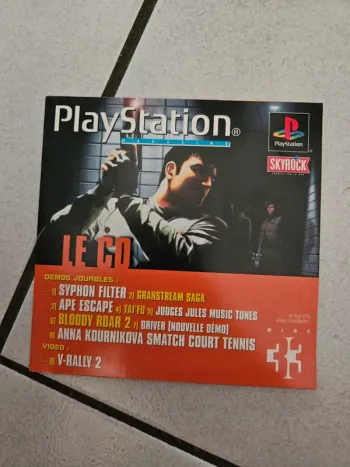 PlayStation®
MAGAZINE
PlayStation
SKYROCK
LE CD
DEMOS JOUABLES :
1) SYPHON FILTER 2) GRANSTREAM SAGA
3) APE ESCAPE 4) TAI'FU 5) JUDGES JULES MUSIC TUNES
6) BLOODY ROAR 2 7) DRIVER (NOUVELLE DÉMO)
8) ANNA KOURNIKOVA SMATCH COURT TENNIS
VIDEO :
9) V-RALLY 2
DISC